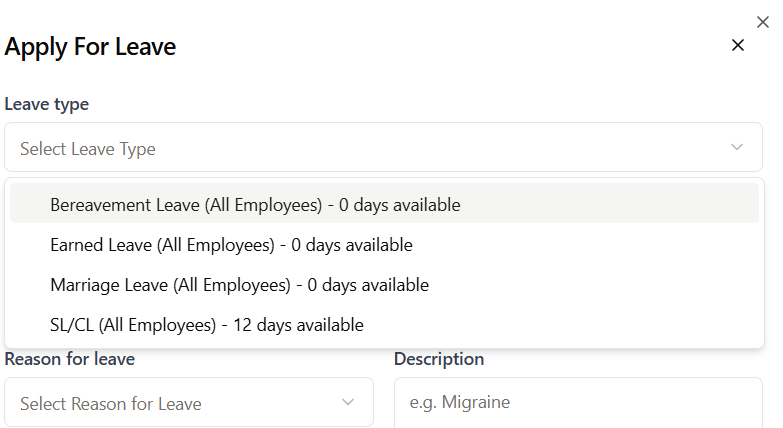 Apply For Leave
Leave type
Select Leave Type
Bereavement Leave (All Employees) - 0 days available
Earned Leave (All Employees) - 0 days available
Marriage Leave (All Employees) - 0 days available
SL/CL (All Employees) - 12 days available
Reason for leave
Description
Select Reason for Leave
e.g. Migraine